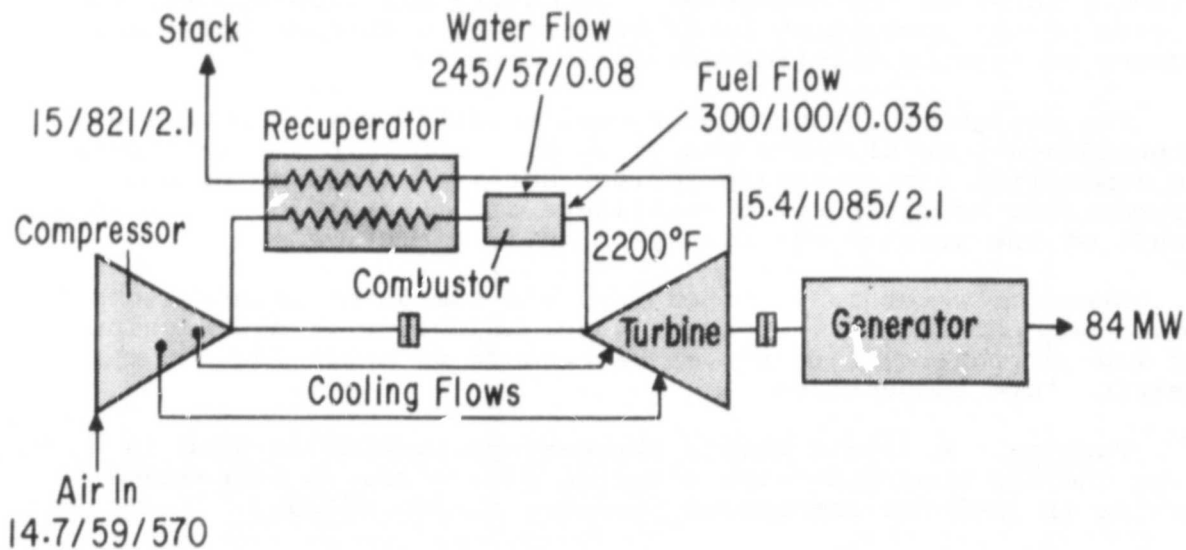 Stack
Water Flow
245/57/0.08
Fuel Flow
300/100/0.036
15/821/2.1
Recuperator
15.4/1085/2.1
Compressor
2200°F
Combustor
Turbine
Generator
84 MW
Cooling Flows
Air In
14.7/59/570